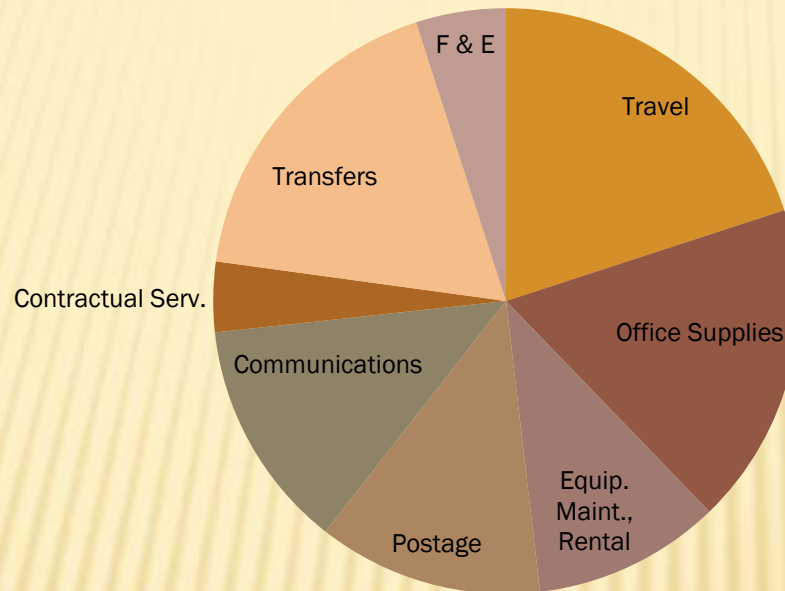 F & E
Travel
Transfers
Contractual Serv.
Office Supplies
Communications
Equip.
Maint.,
Rental
Postage